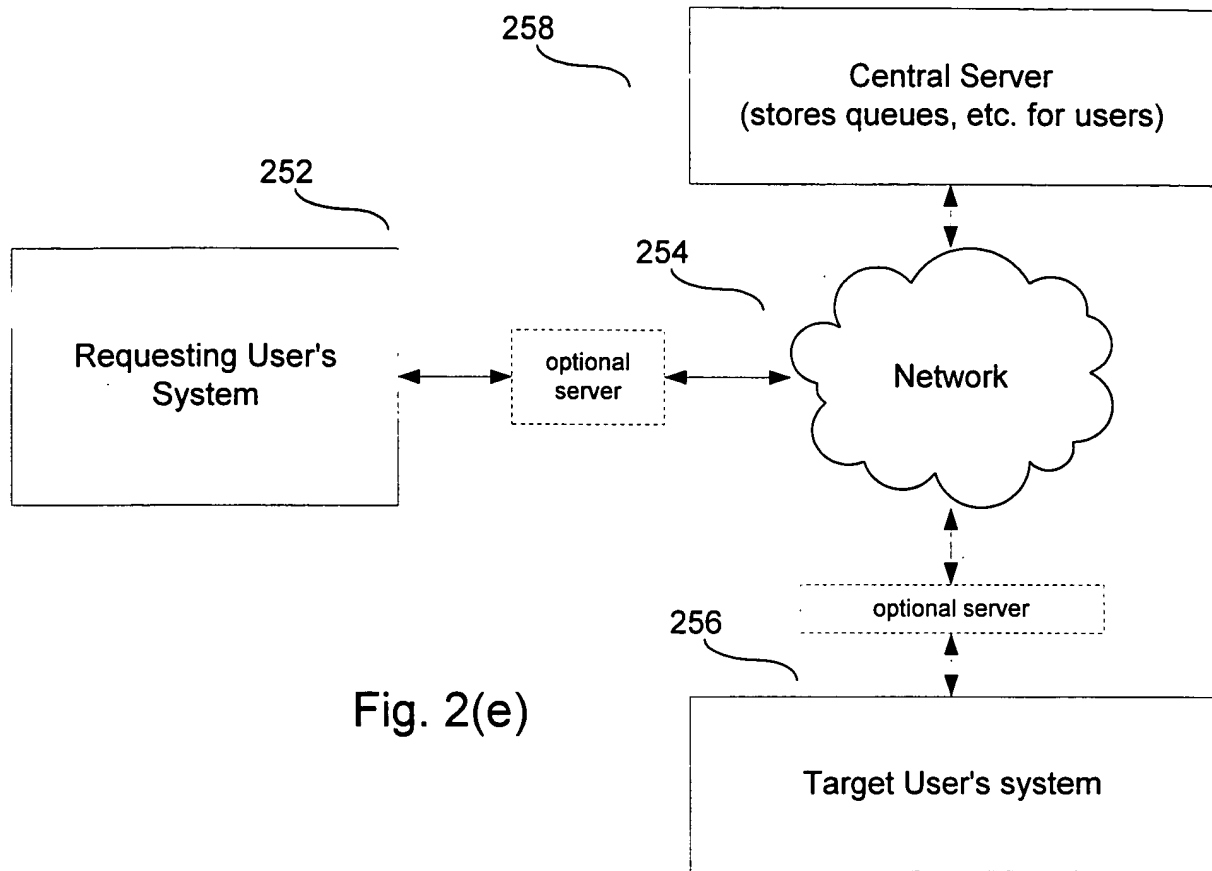 258
Central Server
(stores queues, etc. for users)
252
254
Requesting User's
System
optional
server
Network
optional server
256
Fig. 2(e)
Target User's system